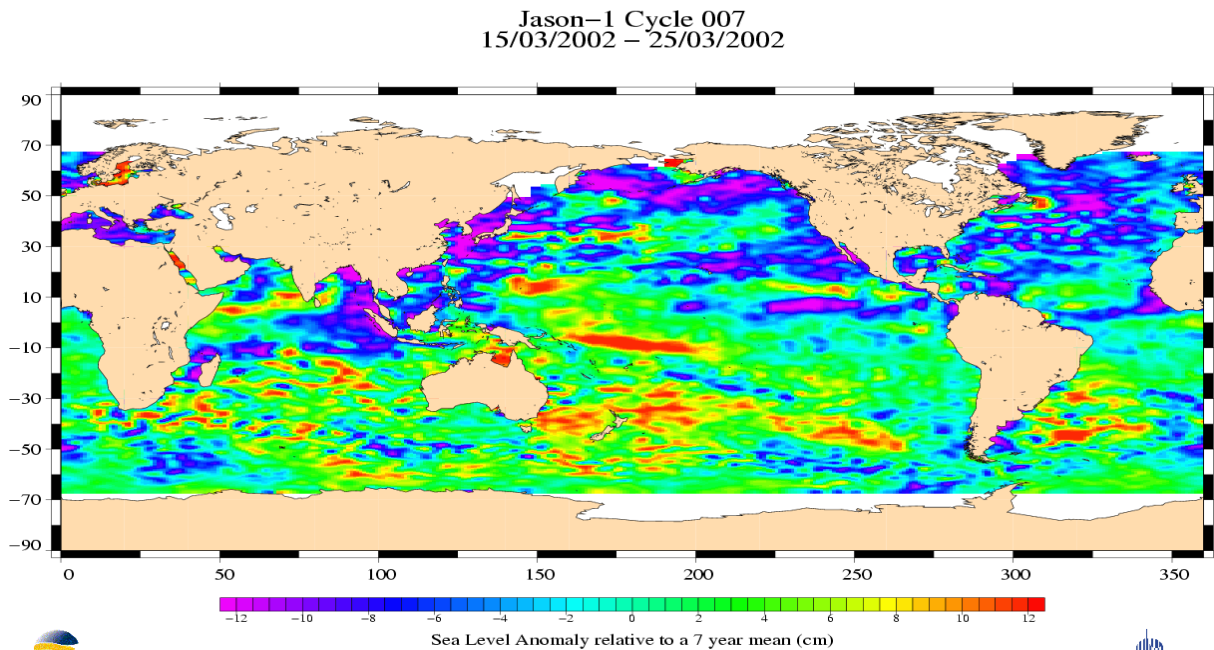 Jason−1 Cycle 007
15/03/2002 − 25/03/2002
90
70
50
30
10
−10
−30
−50
−70
−90
0 50 100 150 200 250 300 350
−12 −10 −8 −6 −4 −2 0 2 4 6 8 10 12
Sea Level Anomaly relative to a 7 year mean (cm)